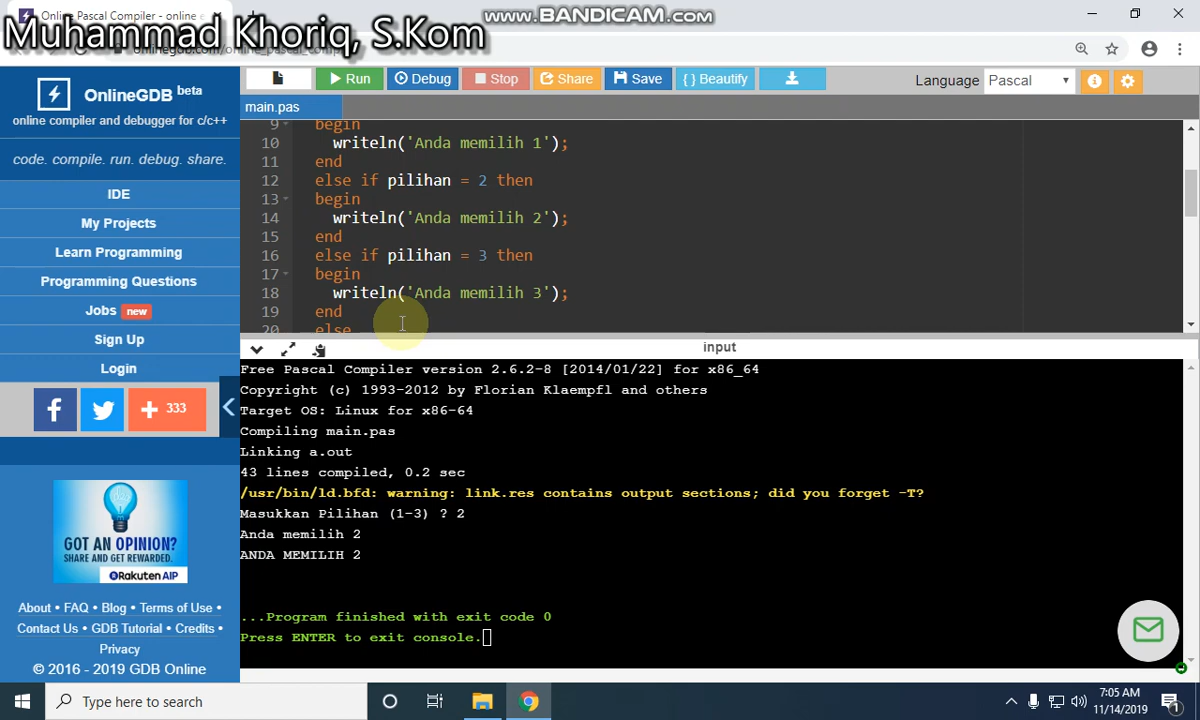 Online Pascal Compiler - online e
www.BANDICAM.com
Muhammad Khoriq, S.Kom
OnlineGDB beta
online compiler and debugger for c/c++
code. compile. run. debug. share.
IDE
My Projects
Learn Programming
Programming Questions
Jobs new
Sign Up
Login
333
GOT AN OPINION?
SHARE AND GET REWARDED.
Rakuten AIP
About • FAQ • Blog • Terms of Use •
Contact Us • GDB Tutorial • Credits •
Privacy
© 2016 - 2019 GDB Online
Run Debug Stop Share Save { } Beautify Language Pascal
main.pas
9 begin
10 writeln('Anda memilih 1');
11 end
12 else if pilihan = 2 then
13 begin
14 writeln('Anda memilih 2');
15 end
16 else if pilihan = 3 then
17 begin
18 writeln('Anda memilih 3');
19 end
20 else
input
Free Pascal Compiler version 2.6.2-8 [2014/01/22] for x86_64
Copyright (c) 1993-2012 by Florian Klaempfl and others
Target OS: Linux for x86-64
Compiling main.pas
Linking a.out
43 lines compiled, 0.2 sec
/usr/bin/ld.bfd: warning: link.res contains output sections; did you forget -T?
Masukkan Pilihan (1-3) ? 2
Anda memilih 2
ANDA MEMILIH 2
...Program finished with exit code 0
Press ENTER to exit console.
Type here to search
7:05 AM
11/14/2019
1